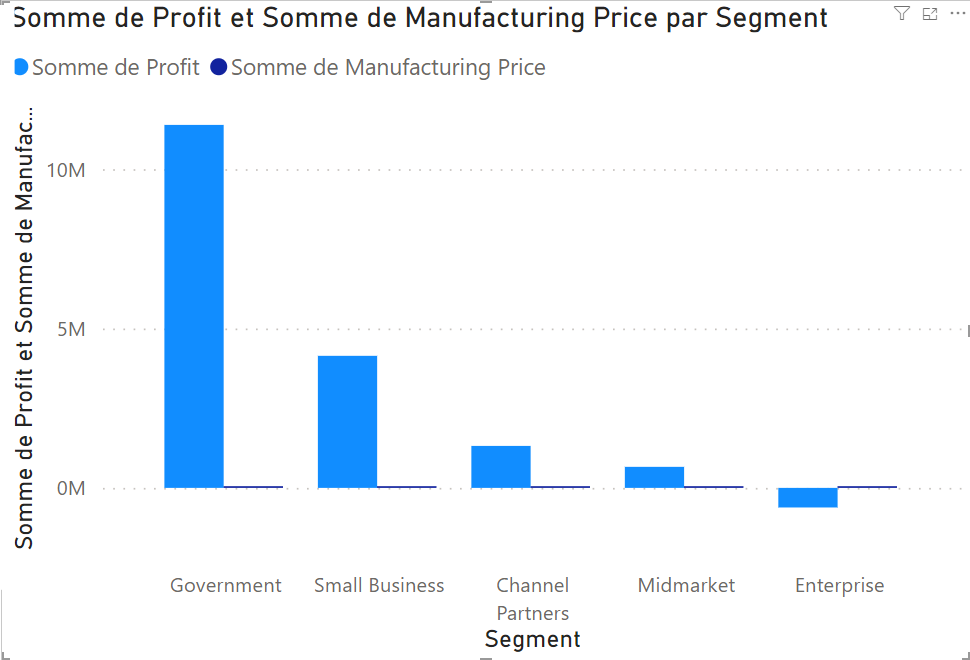 Somme de Profit et Somme de Manufacturing Price par Segment
Somme de Profit Somme de Manufacturing Price
Somme de Profit et Somme de Manufac...
10M
5M
0M
Government Small Business Channel Partners Midmarket Enterprise
Segment